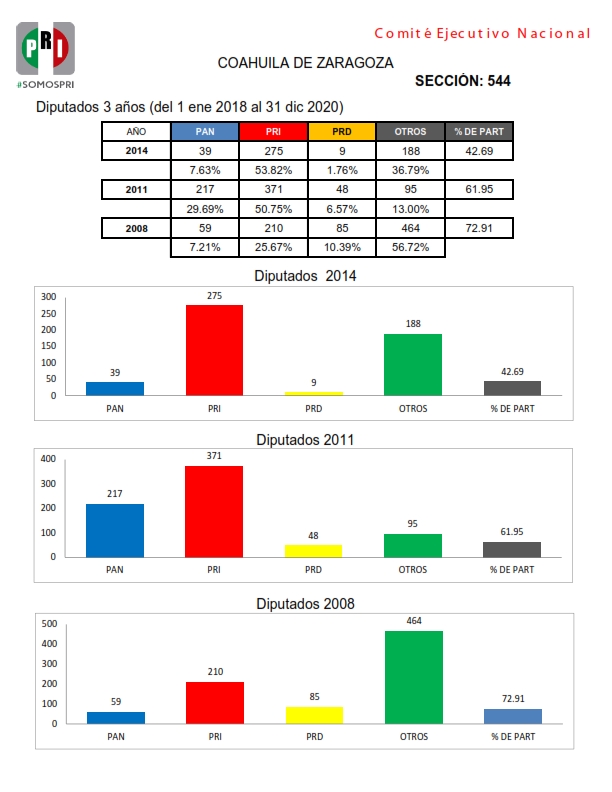 Comité Ejecutivo Nacional
PRI
#SOMOSPRI
COAHUILA DE ZARAGOZA
SECCIÓN: 544
Diputados 3 años (del 1 ene 2018 al 31 dic 2020)
AÑO PAN PRI PRD OTROS % DE PART
2014 39 275 9 188 42.69
7.63% 53.82% 1.76% 36.79%
2011 217 371 48 95 61.95
29.69% 50.75% 6.57% 13.00%
2008 59 210 85 464 72.91
7.21% 25.67% 10.39% 56.72%
Diputados 2014
300
250
200
150
100
50
0
39 275 9 188 42.69
PAN PRI PRD OTROS % DE PART
Diputados 2011
400
300
200
100
0
217 371 48 95 61.95
PAN PRI PRD OTROS % DE PART
Diputados 2008
500
400
300
200
100
0
59 210 85 464 72.91
PAN PRI PRD OTROS % DE PART